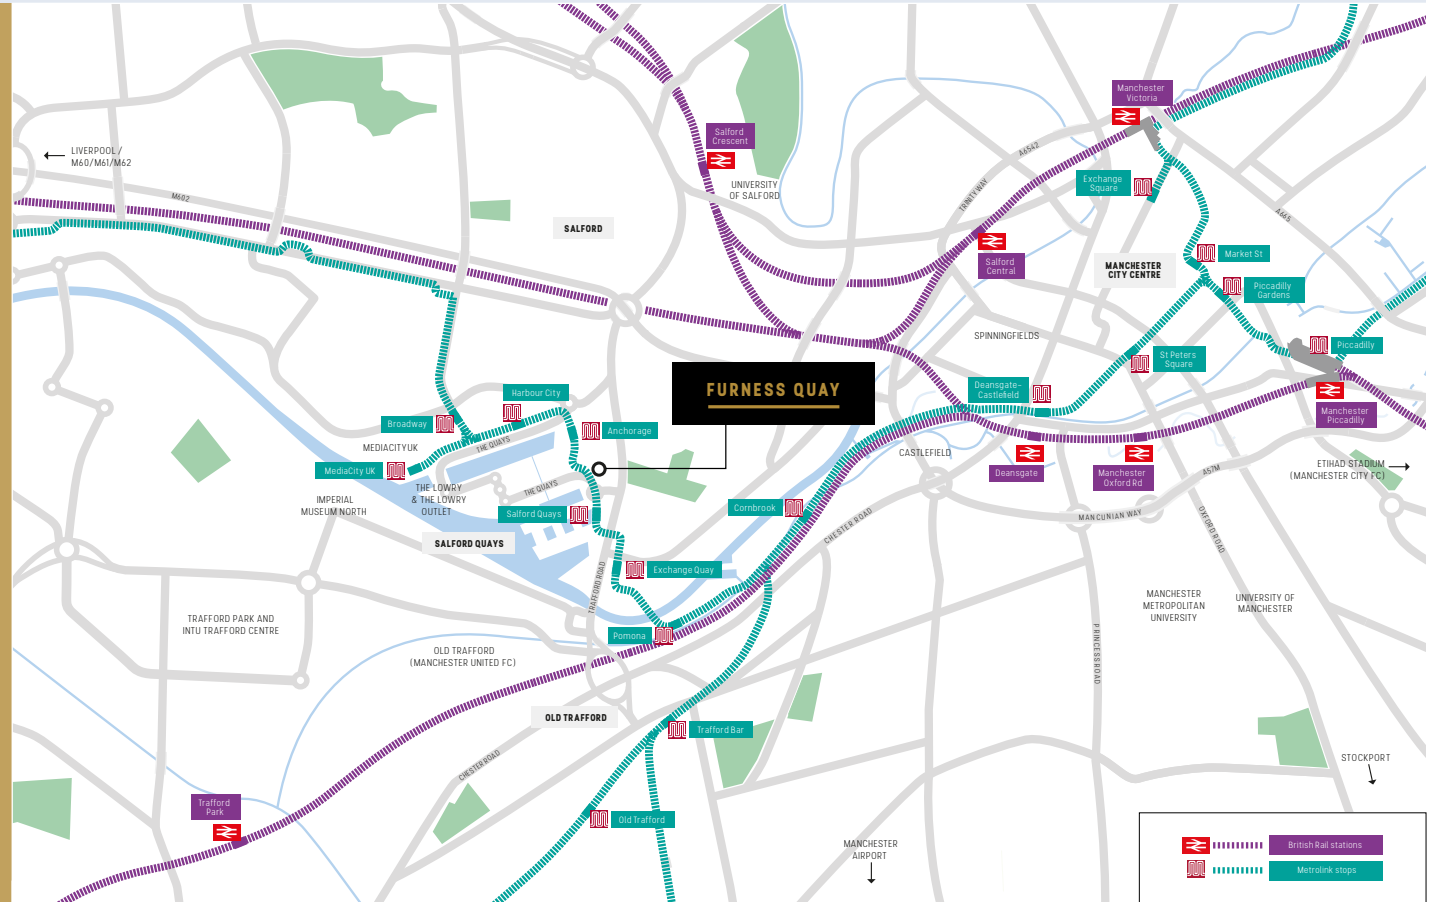 Manchester
Victoria
Salford
Crescent
A6542
LIVERPOOL /
M60/M61/M62
UNIVERSITY
OF SALFORD
Exchange
Square
TRINITY WAY
M602
A665
SALFORD
Market St
Salford
Central
MANCHESTER
CITY CENTRE
Piccadilly
Gardens
SPINNINGFIELDS
Piccadilly
St Peters
Square
FURNESS QUAY
Harbour City
Deansgate-
Castlefield
Manchester
Piccadilly
Broadway
Anchorage
MEDIACITYUK
THE QUAYS
CASTLEFIELD
MediaCity UK
Deansgate
Manchester
Oxford Rd
A57M
ETIHAD STADIUM
(MANCHESTER CITY FC)
THE LOWRY
& THE LOWRY
OUTLET
THE QUAYS
IMPERIAL
MUSEUM NORTH
Salford Quays
Cornbrook
CHESTER ROAD
MANCUNIAN WAY
OXFORD ROAD
SALFORD QUAYS
Exchange Quay
TRAFFORD ROAD
MANCHESTER
METROPOLITAN
UNIVERSITY
UNIVERSITY OF
MANCHESTER
TRAFFORD PARK AND
INTU TRAFFORD CENTRE
Pomona
PRINCESS ROAD
OLD TRAFFORD
(MANCHESTER UNITED FC)
OLD TRAFFORD
Trafford Bar
CHESTER ROAD
STOCKPORT
Trafford
Park
Old Trafford
MANCHESTER
AIRPORT
British Rail stations
Metrolink stops